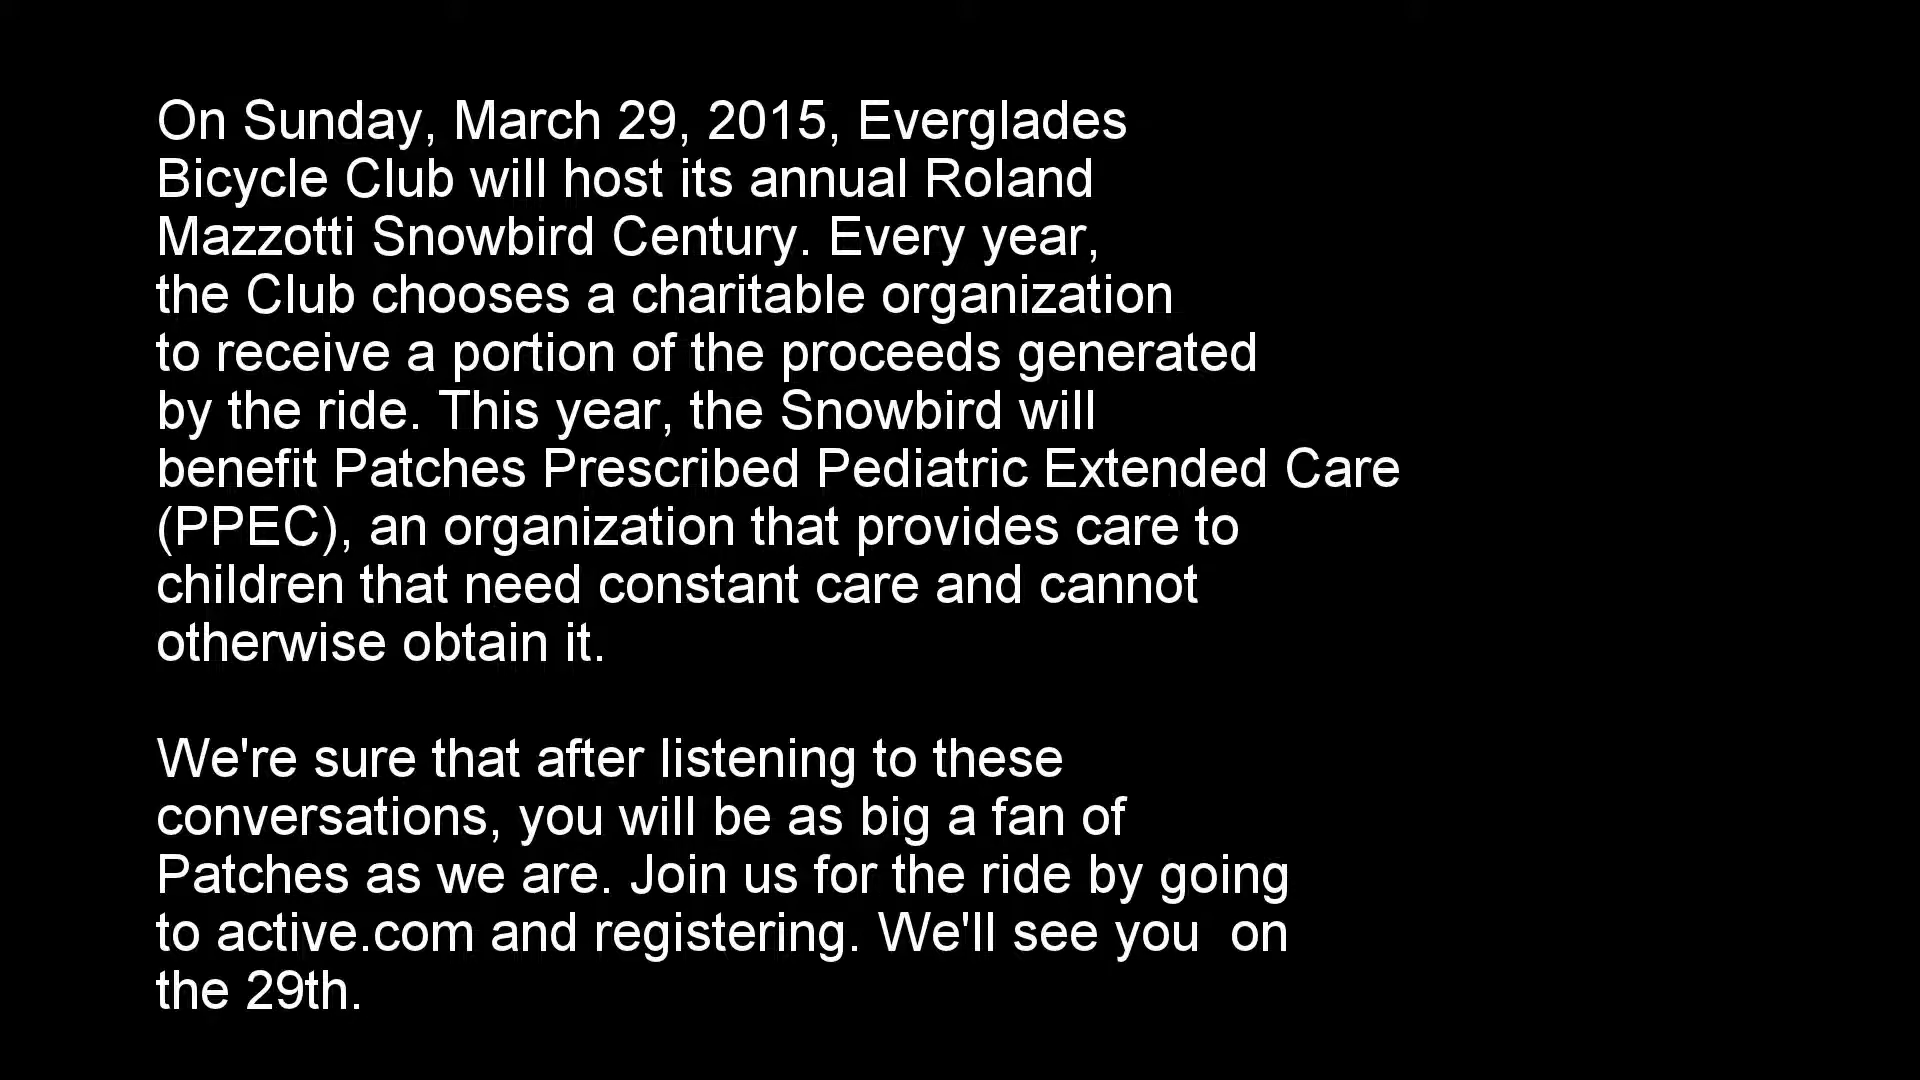 On Sunday, March 29, 2015, Everglades
Bicycle Club will host its annual Roland
Mazzotti Snowbird Century. Every year,
the Club chooses a charitable organization
to receive a portion of the proceeds generated
by the ride. This year, the Snowbird will
benefit Patches Prescribed Pediatric Extended Care
(PPEC), an organization that provides care to
children that need constant care and cannot
otherwise obtain it.

We're sure that after listening to these
conversations, you will be as big a fan of
Patches as we are. Join us for the ride by going
to active.com and registering. We'll see you  on
the 29th.